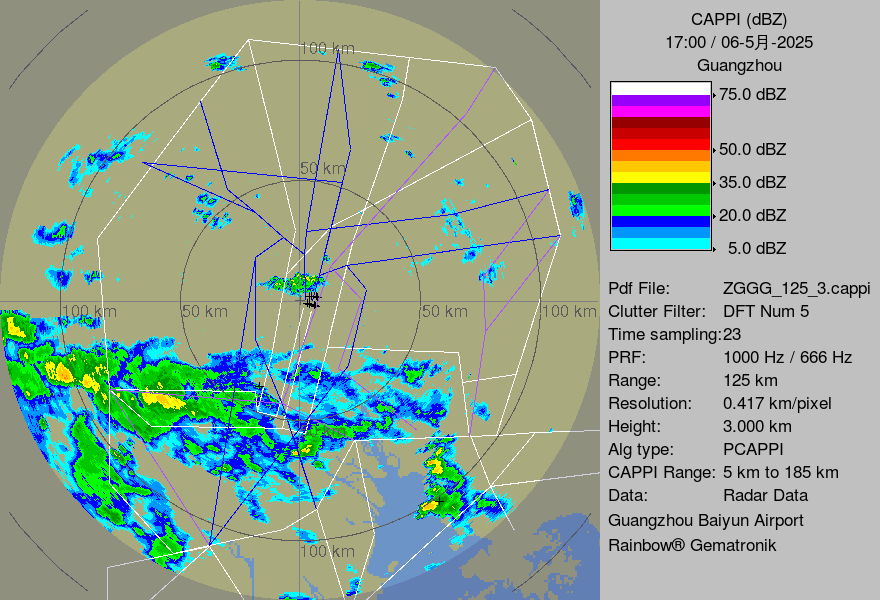 CAPPI (dBZ)
17:00 / 06-5月-2025
Guangzhou
75.0 dBZ
50.0 dBZ
35.0 dBZ
20.0 dBZ
5.0 dBZ
Pdf File: ZGGG_125_3.cappi
Clutter Filter: DFT Num 5
Time sampling:23
PRF: 1000 Hz / 666 Hz
Range: 125 km
Resolution: 0.417 km/pixel
Height: 3.000 km
Alg type: PCAPPI
CAPPI Range: 5 km to 185 km
Data: Radar Data
Guangzhou Baiyun Airport
Rainbow® Gematronik
100 km
50 km
100 km
50 km
50 km
100 km
100 km